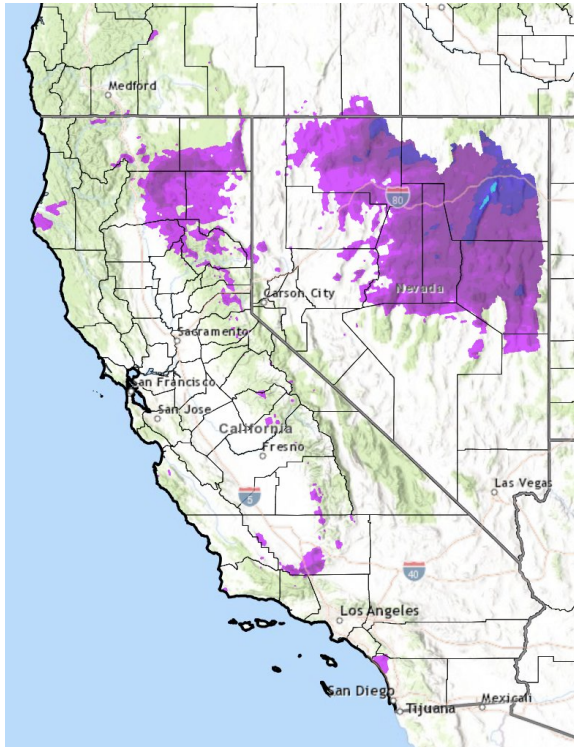 Medford
80
Carson City
Nevada
Sacramento
San Francisco
San Jose
California
Fresno
5
Las Vegas
40
Los Angeles
San Diego
Tijuana
Mexicali